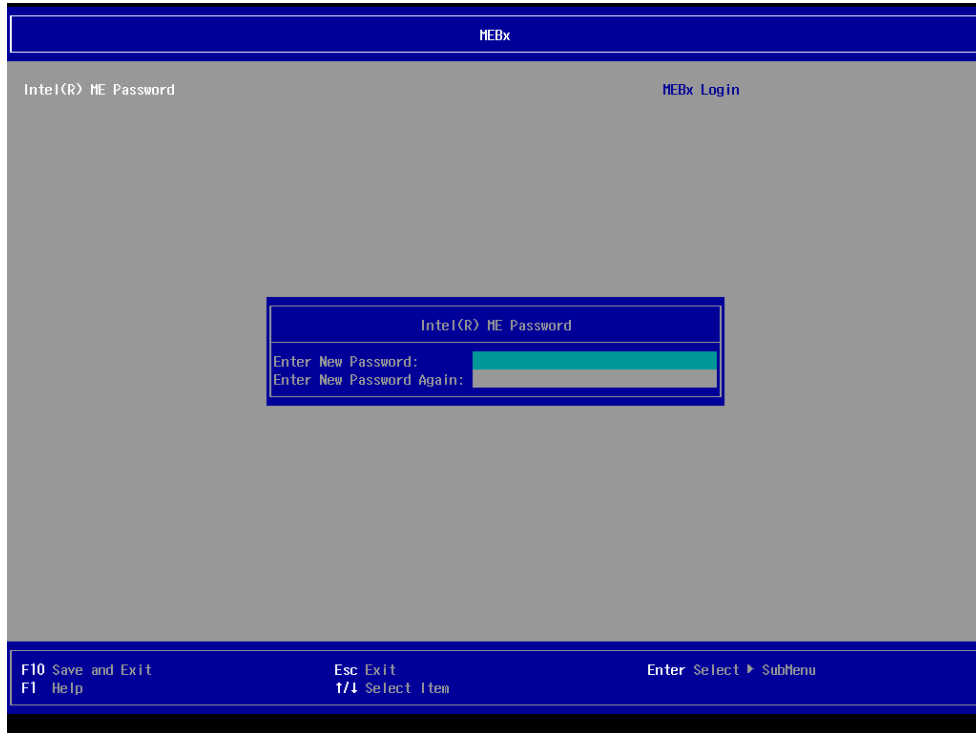 MEBx
Intel(R) ME Password MEBx Login
Intel(R) ME Password
Enter New Password:
Enter New Password Again:
F10 Save and Exit Esc Exit Enter Select ▶ SubMenu
F1 Help ↑/↓ Select Item